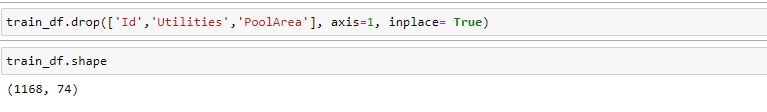 train_df.drop(['Id','Utilities','PoolArea'], axis=1, inplace= True)
train_df.shape
(1168, 74)